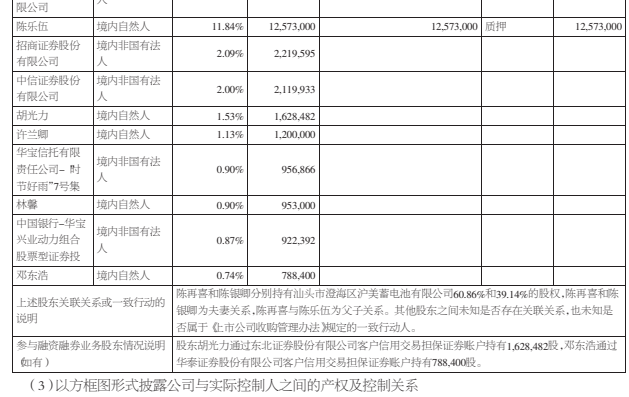 有限公司
人
陈乐伍 境内自然人 11.84% 12,573,000 12,573,000 质押 12,573,000
招商证券股份
有限公司
境内非国有法
人
2.09% 2,219,595
中信证券股份
有限公司
境内非国有法
人
2.00% 2,119,933
胡光力 境内自然人 1.53% 1,628,482
许兰卿 境内自然人 1.13% 1,200,000
华宝信托有限
责任公司-“时
节好雨”7号集
境内非国有法
人
0.90% 956,866
林馨 境内自然人 0.90% 953,000
中国银行-华宝
兴业动力组合
股票型证券投
境内非国有法
人
0.87% 922,392
邓东浩 境内自然人 0.74% 788,400
上述股东关联关系或一致行动的
说明
陈再喜和陈银卿分别持有汕头市澄海区沪美蓄电池有限公司60.86%和39.14%的股权,陈再喜和陈
银卿为夫妻关系,陈再喜与陈乐伍为父子关系。其他股东之间未知是否存在关联关系,也未知是
否属于《上市公司收购管理办法》规定的一致行动人。
参与融资融券业务股东情况说明
(如有)
股东胡光力通过东北证券股份有限公司客户信用交易担保证券账户持有1,628,482股,邓东浩通过
华泰证券股份有限公司客户信用交易担保证券账户持有788,400股。
（3）以方框图形式披露公司与实际控制人之间的产权及控制关系